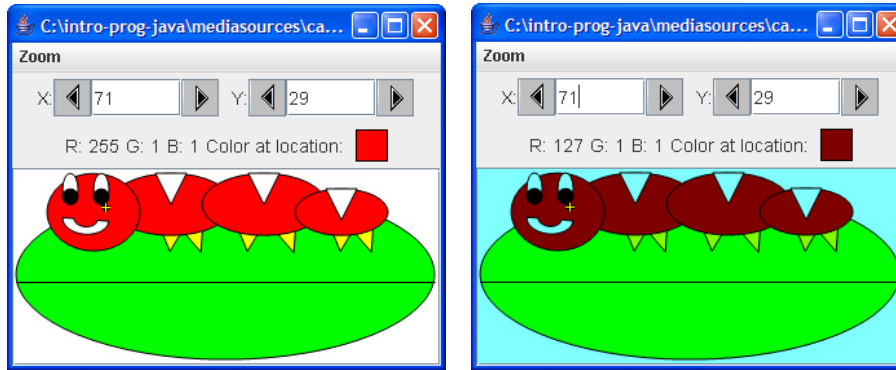 C:\intro-prog-java\mediasources\ca...
Zoom
X: 71 Y: 29
R: 255 G: 1 B: 1 Color at location:
C:\intro-prog-java\mediasources\ca...
Zoom
X: 71 Y: 29
R: 127 G: 1 B: 1 Color at location: